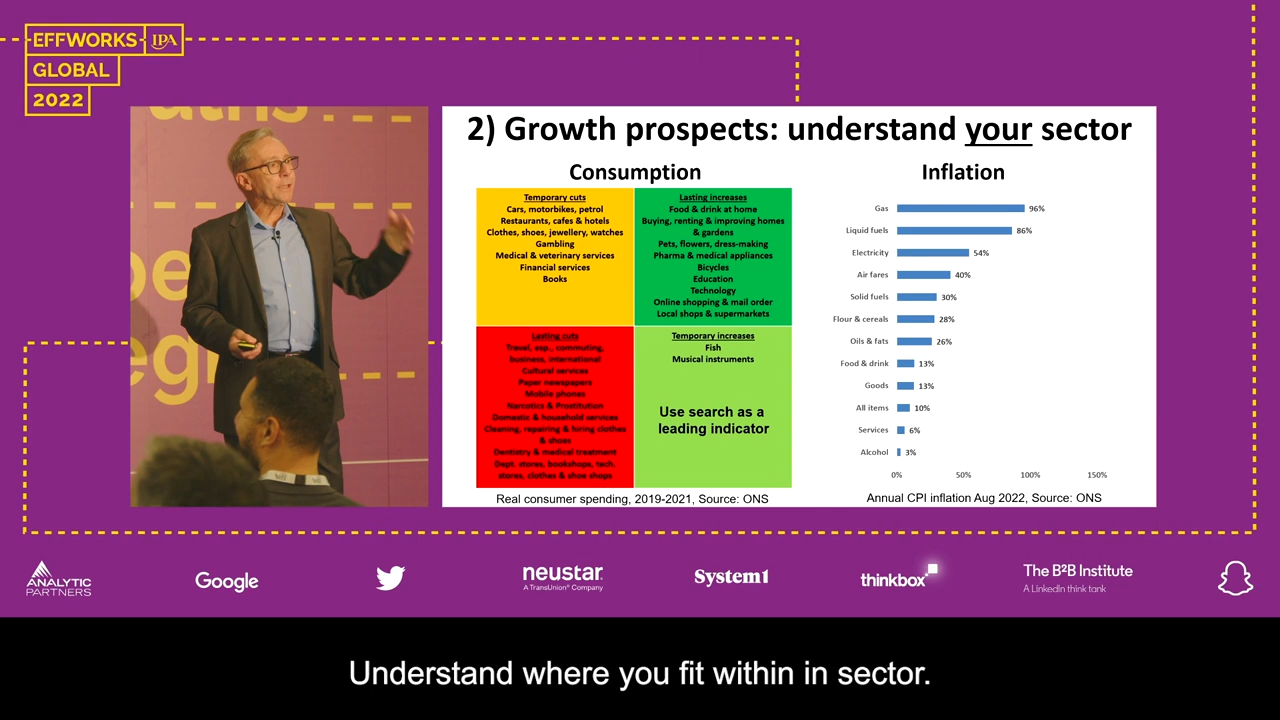 EFFWORKS IPA
GLOBAL
2022
2) Growth prospects: understand your sector
Consumption
Temporary cuts
Cars, motorbikes, petrol
Restaurants, cafes & hotels
Clothes, shoes, jewellery, watches
Gambling
Medical & veterinary services
Financial services
Books
Lasting increases
Food & drink at home
Buying, renting & improving homes
& gardens
Pets, flowers, dress-making
Pharma & medical appliances
Bicycles
Education
Technology
Online shopping & mail order
Local shops & supermarkets
Lasting cuts
Travel, esp., commuting,
business, international
Cultural services
Paper newspapers
Mobile phones
Narcotics & Prostitution
Domestic & household services
Cleaning, repairing & hiring clothes
& shoes
Dentistry & medical treatment
Dept. stores, bookshops, tech.
stores, clothes & shoe shops
Temporary increases
Fish
Musical instruments
Use search as a
leading indicator
Real consumer spending, 2019-2021, Source: ONS
Inflation
Gas 96%
Liquid fuels 86%
Electricity 54%
Air fares 40%
Solid fuels 30%
Flour & cereals 28%
Oils & fats 26%
Food & drink 13%
Goods 13%
All items 10%
Services 6%
Alcohol 3%
0% 50% 100% 150%
Annual CPI inflation Aug 2022, Source: ONS
ANALYTIC
PARTNERS
Google
neustar
A TransUnion® Company
System1
thinkbox
The B2B Institute
A LinkedIn think tank
Understand where you fit within in sector.